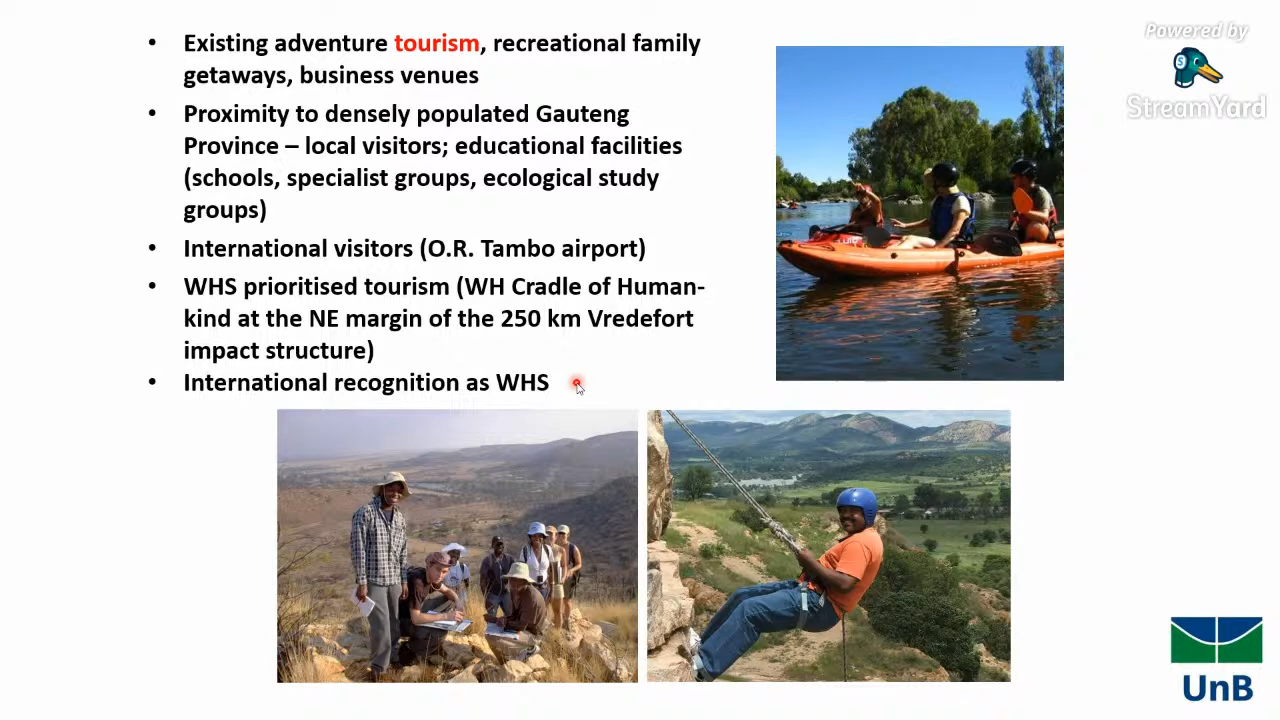 • Existing adventure tourism, recreational family
getaways, business venues
• Proximity to densely populated Gauteng
Province – local visitors; educational facilities
(schools, specialist groups, ecological study
groups)
• International visitors (O.R. Tambo airport)
• WHS prioritised tourism (WH Cradle of Human-
kind at the NE margin of the 250 km Vredefort
impact structure)
• International recognition as WHS
Powered by
S
StreamYard
UnB